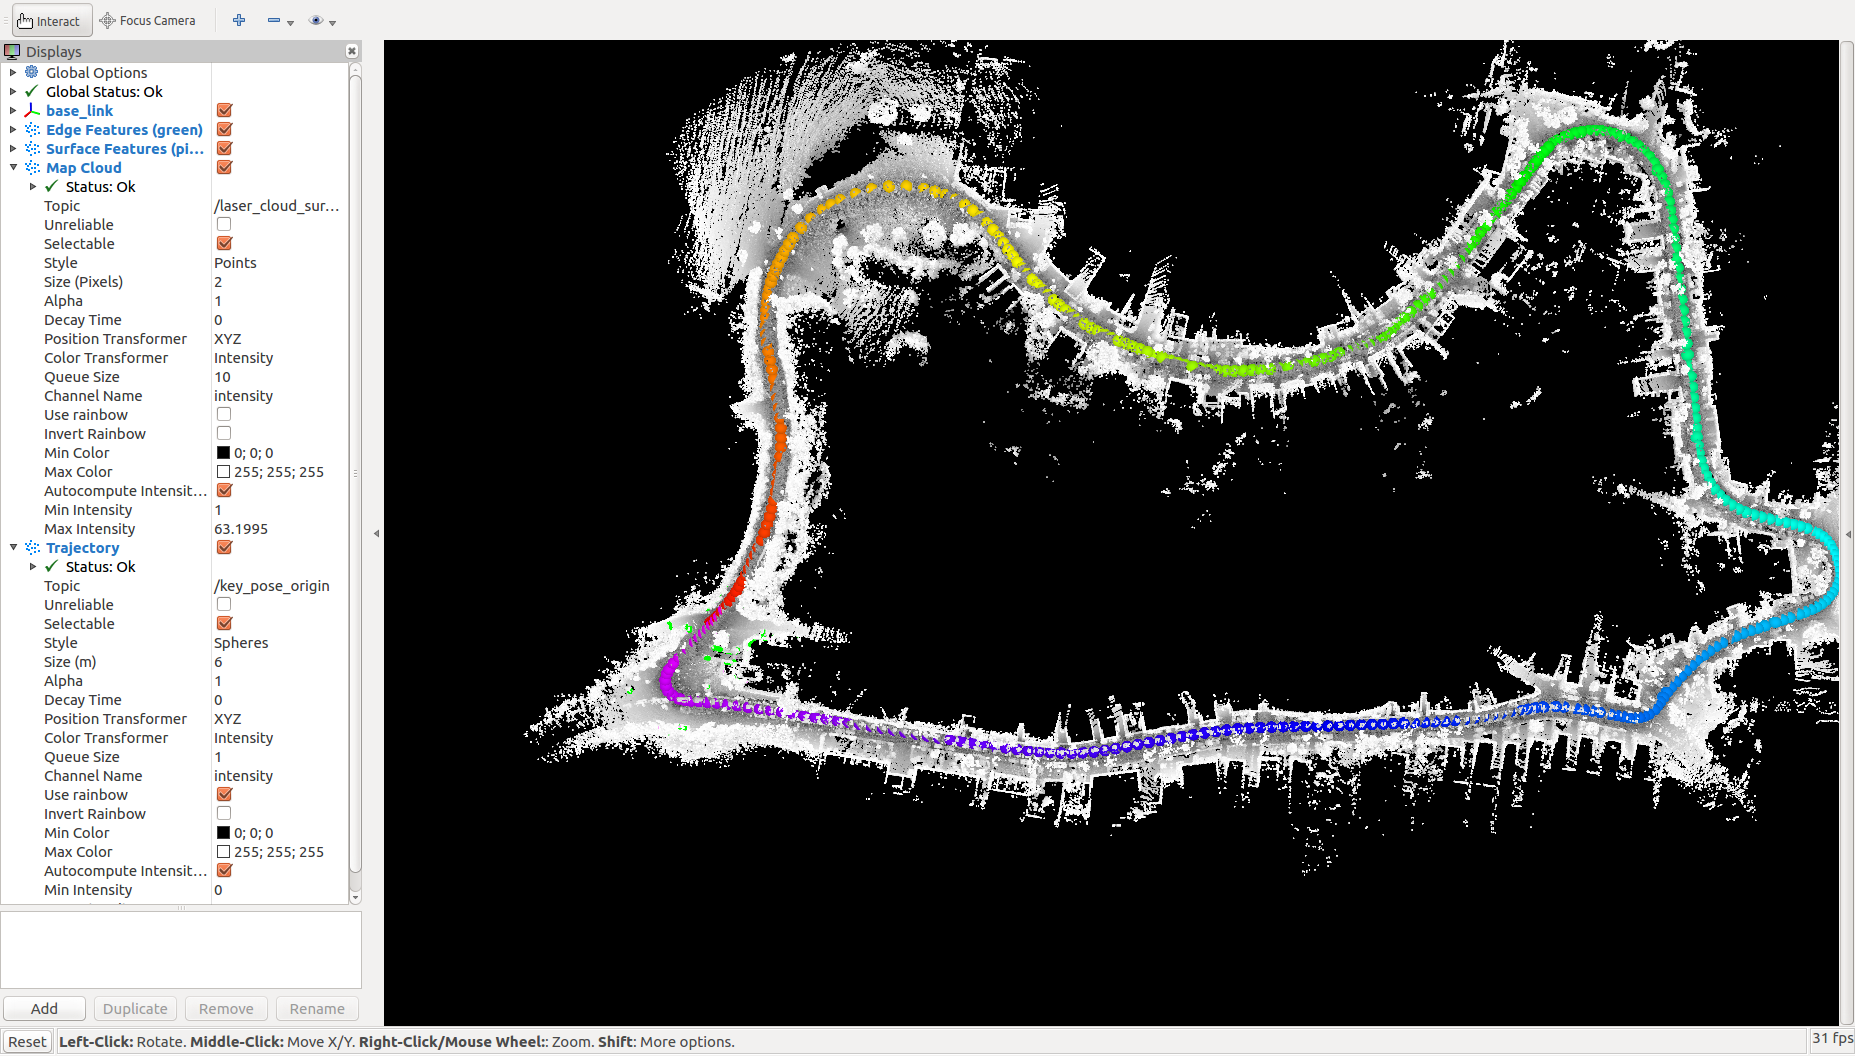 Interact Focus Camera
Displays
Global Options
Global Status: Ok
base_link
Edge Features (green)
Surface Features (pi...
Map Cloud
Status: Ok
Topic /laser_cloud_sur...
Unreliable
Selectable
Style Points
Size (Pixels) 2
Alpha 1
Decay Time 0
Position Transformer XYZ
Color Transformer Intensity
Queue Size 10
Channel Name intensity
Use rainbow
Invert Rainbow
Min Color 0; 0; 0
Max Color 255; 255; 255
Autocompute Intensit...
Min Intensity 1
Max Intensity 63.1995
Trajectory
Status: Ok
Topic /key_pose_origin
Unreliable
Selectable
Style Spheres
Size (m) 6
Alpha 1
Decay Time 0
Position Transformer XYZ
Color Transformer Intensity
Queue Size 1
Channel Name intensity
Use rainbow
Invert Rainbow
Min Color 0; 0; 0
Max Color 255; 255; 255
Autocompute Intensit...
Min Intensity 0
Add Duplicate Remove Rename
Reset Left-Click: Rotate. Middle-Click: Move X/Y. Right-Click/Mouse Wheel:: Zoom. Shift: More options. 31 fps